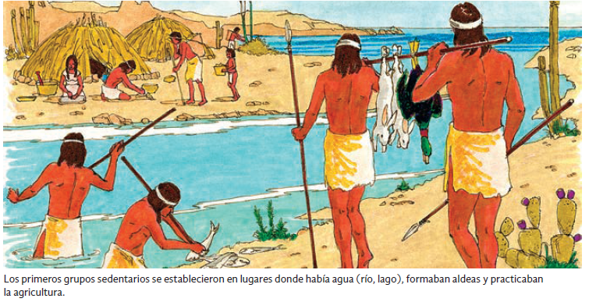 Los primeros grupos sedentarios se establecieron en lugares donde había agua (río, lago), formaban aldeas y practicaban
la agricultura.